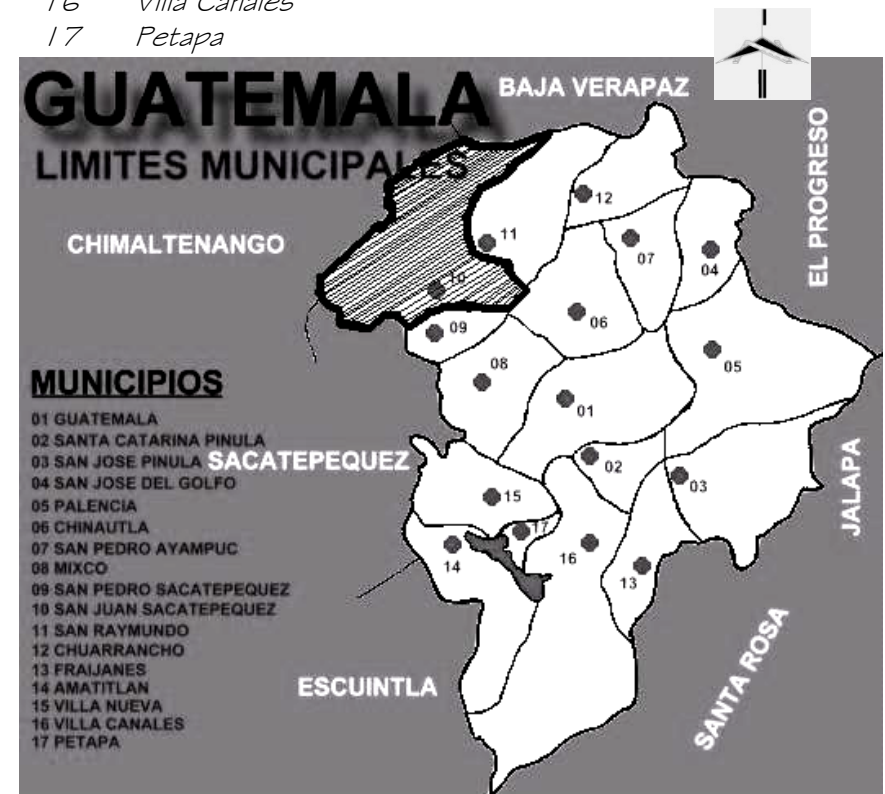 16 Villa Canales
17 Petapa
GUATEMALA
LIMITES MUNICIPALES
BAJA VERAPAZ
EL PROGRESO
CHIMALTENANGO
12
11
07
04
10
06
09
05
08
01
MUNICIPIOS
01 GUATEMALA
02 SANTA CATARINA PINULA
03 SAN JOSE PINULA
04 SAN JOSE DEL GOLFO
05 PALENCIA
06 CHINAUTLA
07 SAN PEDRO AYAMPUC
08 MIXCO
09 SAN PEDRO SACATEPEQUEZ
10 SAN JUAN SACATEPEQUEZ
11 SAN RAYMUNDO
12 CHUARRANCHO
13 FRAIJANES
14 AMATITLAN
15 VILLA NUEVA
16 VILLA CANALES
17 PETAPA
SACATEPEQUEZ
02
03
15
17
14
16
13
JALAPA
SANTA ROSA
ESCUINTLA